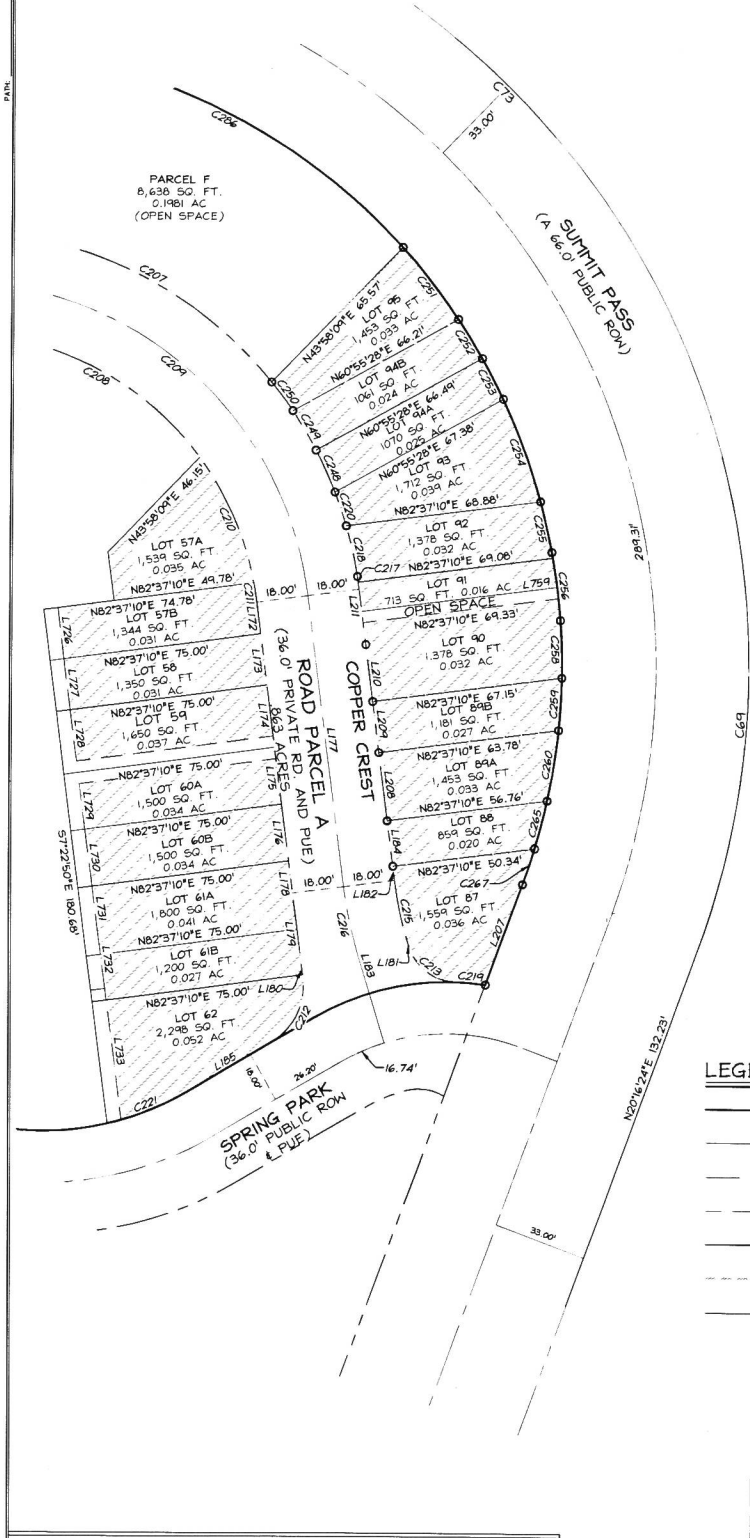 PATH:
C286
C73
33.00'
PARCEL F
8,638 SQ. FT.
0.1981 AC
(OPEN SPACE)
SUMMIT PASS
(A 66.0' PUBLIC ROW)
C207
C209
C208
C251
N43°58'09"E 65.57'
LOT 95
1,453 SQ. FT
0.033 AC
C252
N60°55'28"E 66.21'
C250
LOT 94B
1061 SQ. FT
0.024 AC
C253
C249
N60°55'28"E 66.49'
LOT 94A
1070 SQ. FT.
0.025 AC
C254
C248
N60°55'28"E 67.38'
LOT 93
1,712 SQ. FT
0.039 AC
N43°58'09"E 46.15'
C210
C220
N82°37'10"E 68.88'
C255
LOT 92
1,378 SQ. FT
0.032 AC
C218
289.31'
LOT 57A
1,539 SQ. FT
0.035 AC
C217
N82°37'10"E 69.08'
C256
N82°37'10"E 49.78'
C211
L172
18.00'
18.00'
L211
LOT 91
713 SQ. FT. 0.016 AC
L759
OPEN SPACE
N82°37'10"E 69.33'
L726
N82°37'10"E 74.78'
LOT 57B
1,344 SQ. FT
0.031 AC
LOT 90
1,378 SQ. FT
0.032 AC
C258
L727
N82°37'10"E 75.00'
LOT 58
1,350 SQ. FT
0.031 AC
L173
L210
N82°37'10"E 67.15'
LOT 89B
1,181 SQ. FT
0.027 AC
C259
C69
L728
N82°37'10"E 75.00'
LOT 59
1,650 SQ. FT
0.037 AC
L174
L209
N82°37'10"E 63.78'
LOT 89A
1,453 SQ. FT
0.033 AC
C260
ROAD PARCEL A
(36.0' PRIVATE RD. AND PUE)
.863 ACRES
L177
COPPER CREST
L208
N82°37'10"E 75.00'
L175
L729
LOT 60A
1,500 SQ. FT
0.034 AC
N82°37'10"E 56.76'
C265
L184
LOT 88
859 SQ. FT
0.020 AC
S7°22'50"E 180.68'
L730
N82°37'10"E 75.00'
L176
LOT 60B
1,500 SQ. FT
0.034 AC
N82°37'10"E 50.34'
C267
L731
N82°37'10"E 75.00'
L178
18.00'
18.00'
L182
LOT 87
1,559 SQ. FT
0.036 AC
LOT 61A
1,800 SQ. FT.
0.041 AC
C216
C215
L207
L732
N82°37'10"E 75.00'
L179
LOT 61B
1,200 SQ. FT
0.027 AC
L183
L181
C213
C219
N82°37'10"E 75.00'
L180
LOT 62
2,298 SQ. FT
0.052 AC
L733
C212
L185
C221
18.00'
26.20'
16.74'
SPRING PARK
(36.0' PUBLIC ROW
& PUE)
N20°16'24"E 132.23'
33.00'
LEGE